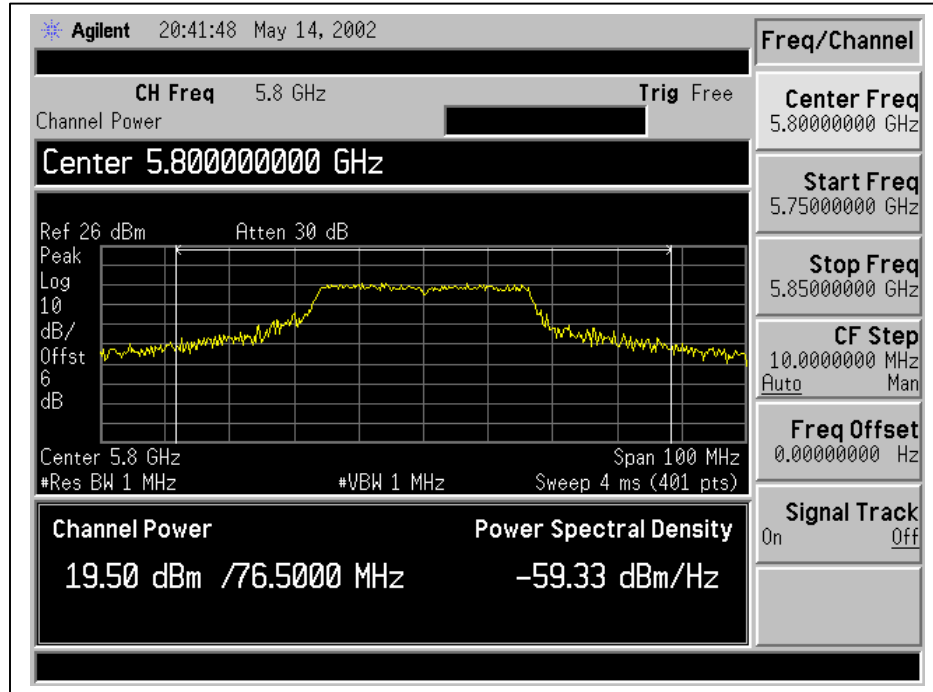 Agilent 20:41:48 May 14, 2002
CH Freq 5.8 GHz Trig Free
Channel Power
Center 5.800000000 GHz
Ref 26 dBm Atten 30 dB
Peak
Log
10
dB/
Offst
6
dB
Center 5.8 GHz Span 100 MHz
#Res BW 1 MHz #VBW 1 MHz Sweep 4 ms (401 pts)
Channel Power Power Spectral Density
19.50 dBm /76.5000 MHz -59.33 dBm/Hz
Freq/Channel
Center Freq
5.80000000 GHz
Start Freq
5.75000000 GHz
Stop Freq
5.85000000 GHz
CF Step
10.0000000 MHz
Auto Man
Freq Offset
0.00000000 Hz
Signal Track
On Off